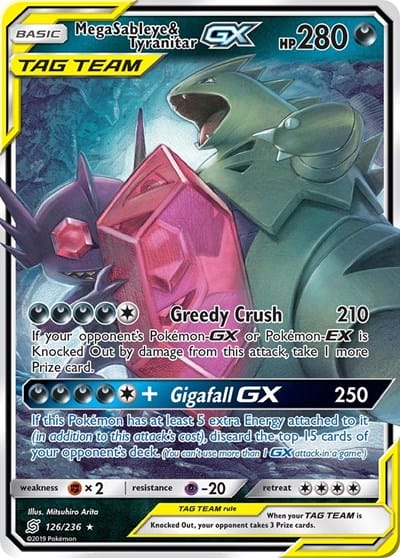 BASIC
MegaSableye&
Tyranitar GX
HP280
TAG TEAM
Greedy Crush 210
If your opponent's Pokémon-GX or Pokémon-EX is
Knocked Out by damage from this attack, take 1 more
Prize card.
+ Gigafall GX 250
If this Pokémon has at least 5 extra Energy attached to it
(in addition to this attack's cost), discard the top 15 cards of
your opponent's deck. (You can't use more than 1 GX attack in a game.)
weakness ×2 resistance -20 retreat
Illus. Mitsuhiro Arita
126/236 ★
©2019 Pokémon
TAG TEAM rule
When your TAG TEAM is
Knocked Out, your opponent takes 3 Prize cards.